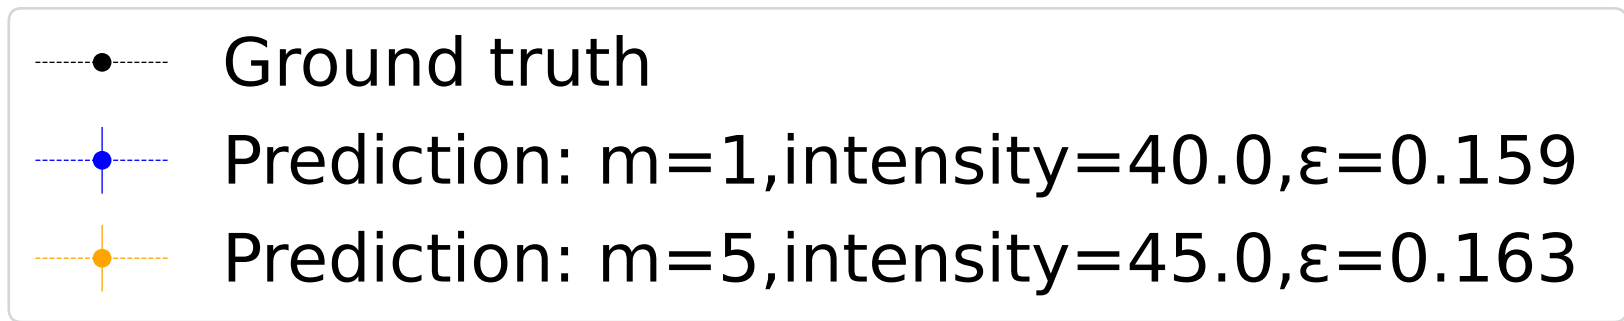 Ground truth
Prediction: m=1,intensity=40.0,ε=0.159
Prediction: m=5,intensity=45.0,ε=0.163